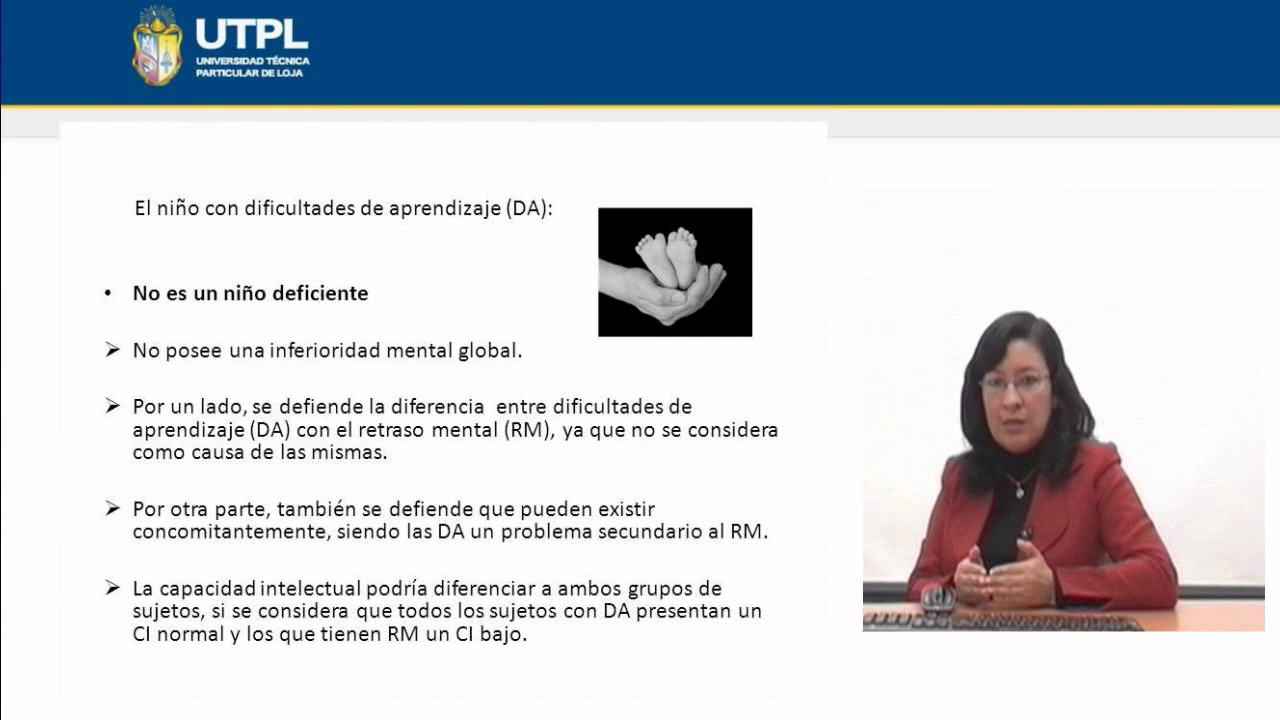 UTPL
UNIVERSIDAD TÉCNICA
PARTICULAR DE LOJA
El niño con dificultades de aprendizaje (DA):
• No es un niño deficiente
➢ No posee una inferioridad mental global.
➢ Por un lado, se defiende la diferencia entre dificultades de
aprendizaje (DA) con el retraso mental (RM), ya que no se considera
como causa de las mismas.
➢ Por otra parte, también se defiende que pueden existir
concomitantemente, siendo las DA un problema secundario al RM.
➢ La capacidad intelectual podría diferenciar a ambos grupos de
sujetos, si se considera que todos los sujetos con DA presentan un
CI normal y los que tienen RM un CI bajo.